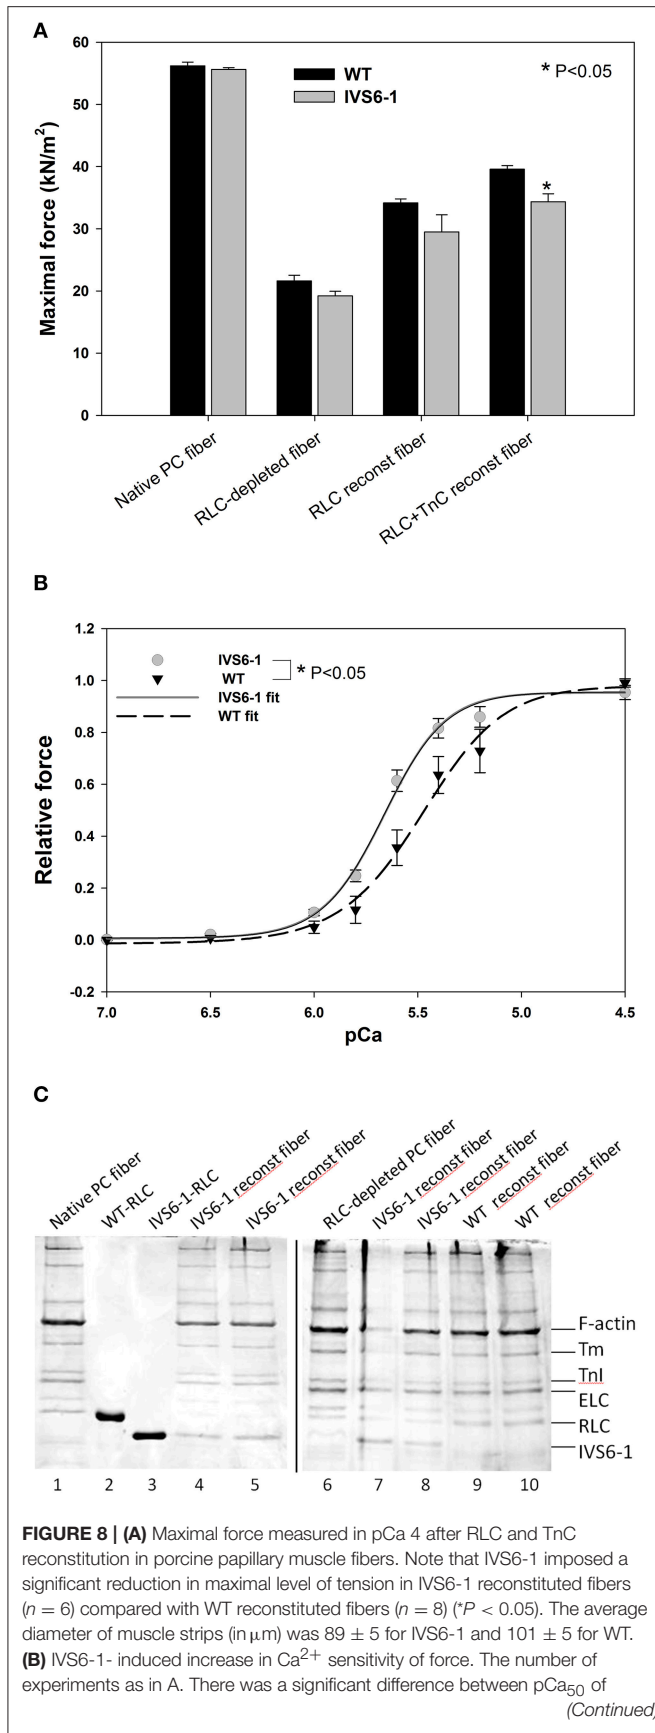 A
60
50
40
30
20
10
0
Maximal force (kN/m²)
WT
IVS6-1
* P<0.05
*
Native PC fiber
RLC-depleted fiber
RLC reconst fiber
RLC+TnC reconst fiber
B
1.2
1.0
0.8
0.6
0.4
0.2
0.0
-0.2
Relative force
IVS6-1
WT
* P<0.05
IVS6-1 fit
WT fit
7.0 6.5 6.0 5.5 5.0 4.5
pCa
C
Native PC fiber
WT-RLC
IVS6-1-RLC
IVS6-1 reconst fiber
IVS6-1 reconst fiber
RLC-depleted PC fiber
IVS6-1 reconst fiber
IVS6-1 reconst fiber
WT reconst fiber
WT reconst fiber
F-actin
Tm
TnI
ELC
RLC
IVS6-1
1 2 3 4 5 6 7 8 9 10
FIGURE 8 | (A) Maximal force measured in pCa 4 after RLC and TnC
reconstitution in porcine papillary muscle fibers. Note that IVS6-1 imposed a
significant reduction in maximal level of tension in IVS6-1 reconstituted fibers
(n = 6) compared with WT reconstituted fibers (n = 8) (*P < 0.05). The average
diameter of muscle strips (in μm) was 89 ± 5 for IVS6-1 and 101 ± 5 for WT.
(B) IVS6-1- induced increase in Ca²⁺ sensitivity of force. The number of
experiments as in A. There was a significant difference between pCa₅₀ of
(Continued)